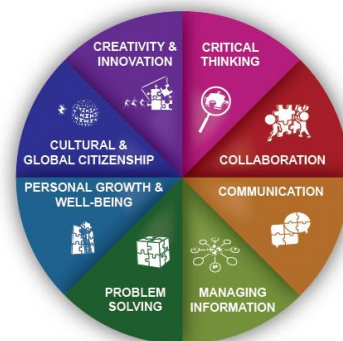 CREATIVITY &
INNOVATION
CRITICAL
THINKING
CULTURAL &
GLOBAL CITIZENSHIP
COLLABORATION
PERSONAL GROWTH &
WELL-BEING
COMMUNICATION
PROBLEM
SOLVING
MANAGING
INFORMATION